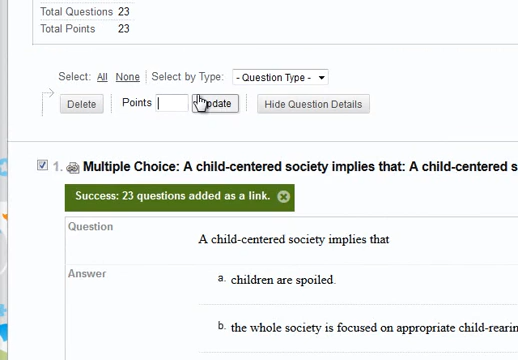 Total Questions 23
Total Points 23
Select: All None Select by Type: - Question Type -
Delete Points Hide Question Details
1. Multiple Choice: A child-centered society implies that: A child-centered s
Success: 23 questions added as a link.
Question
A child-centered society implies that
Answer
a. children are spoiled.
b. the whole society is focused on appropriate child-rearin